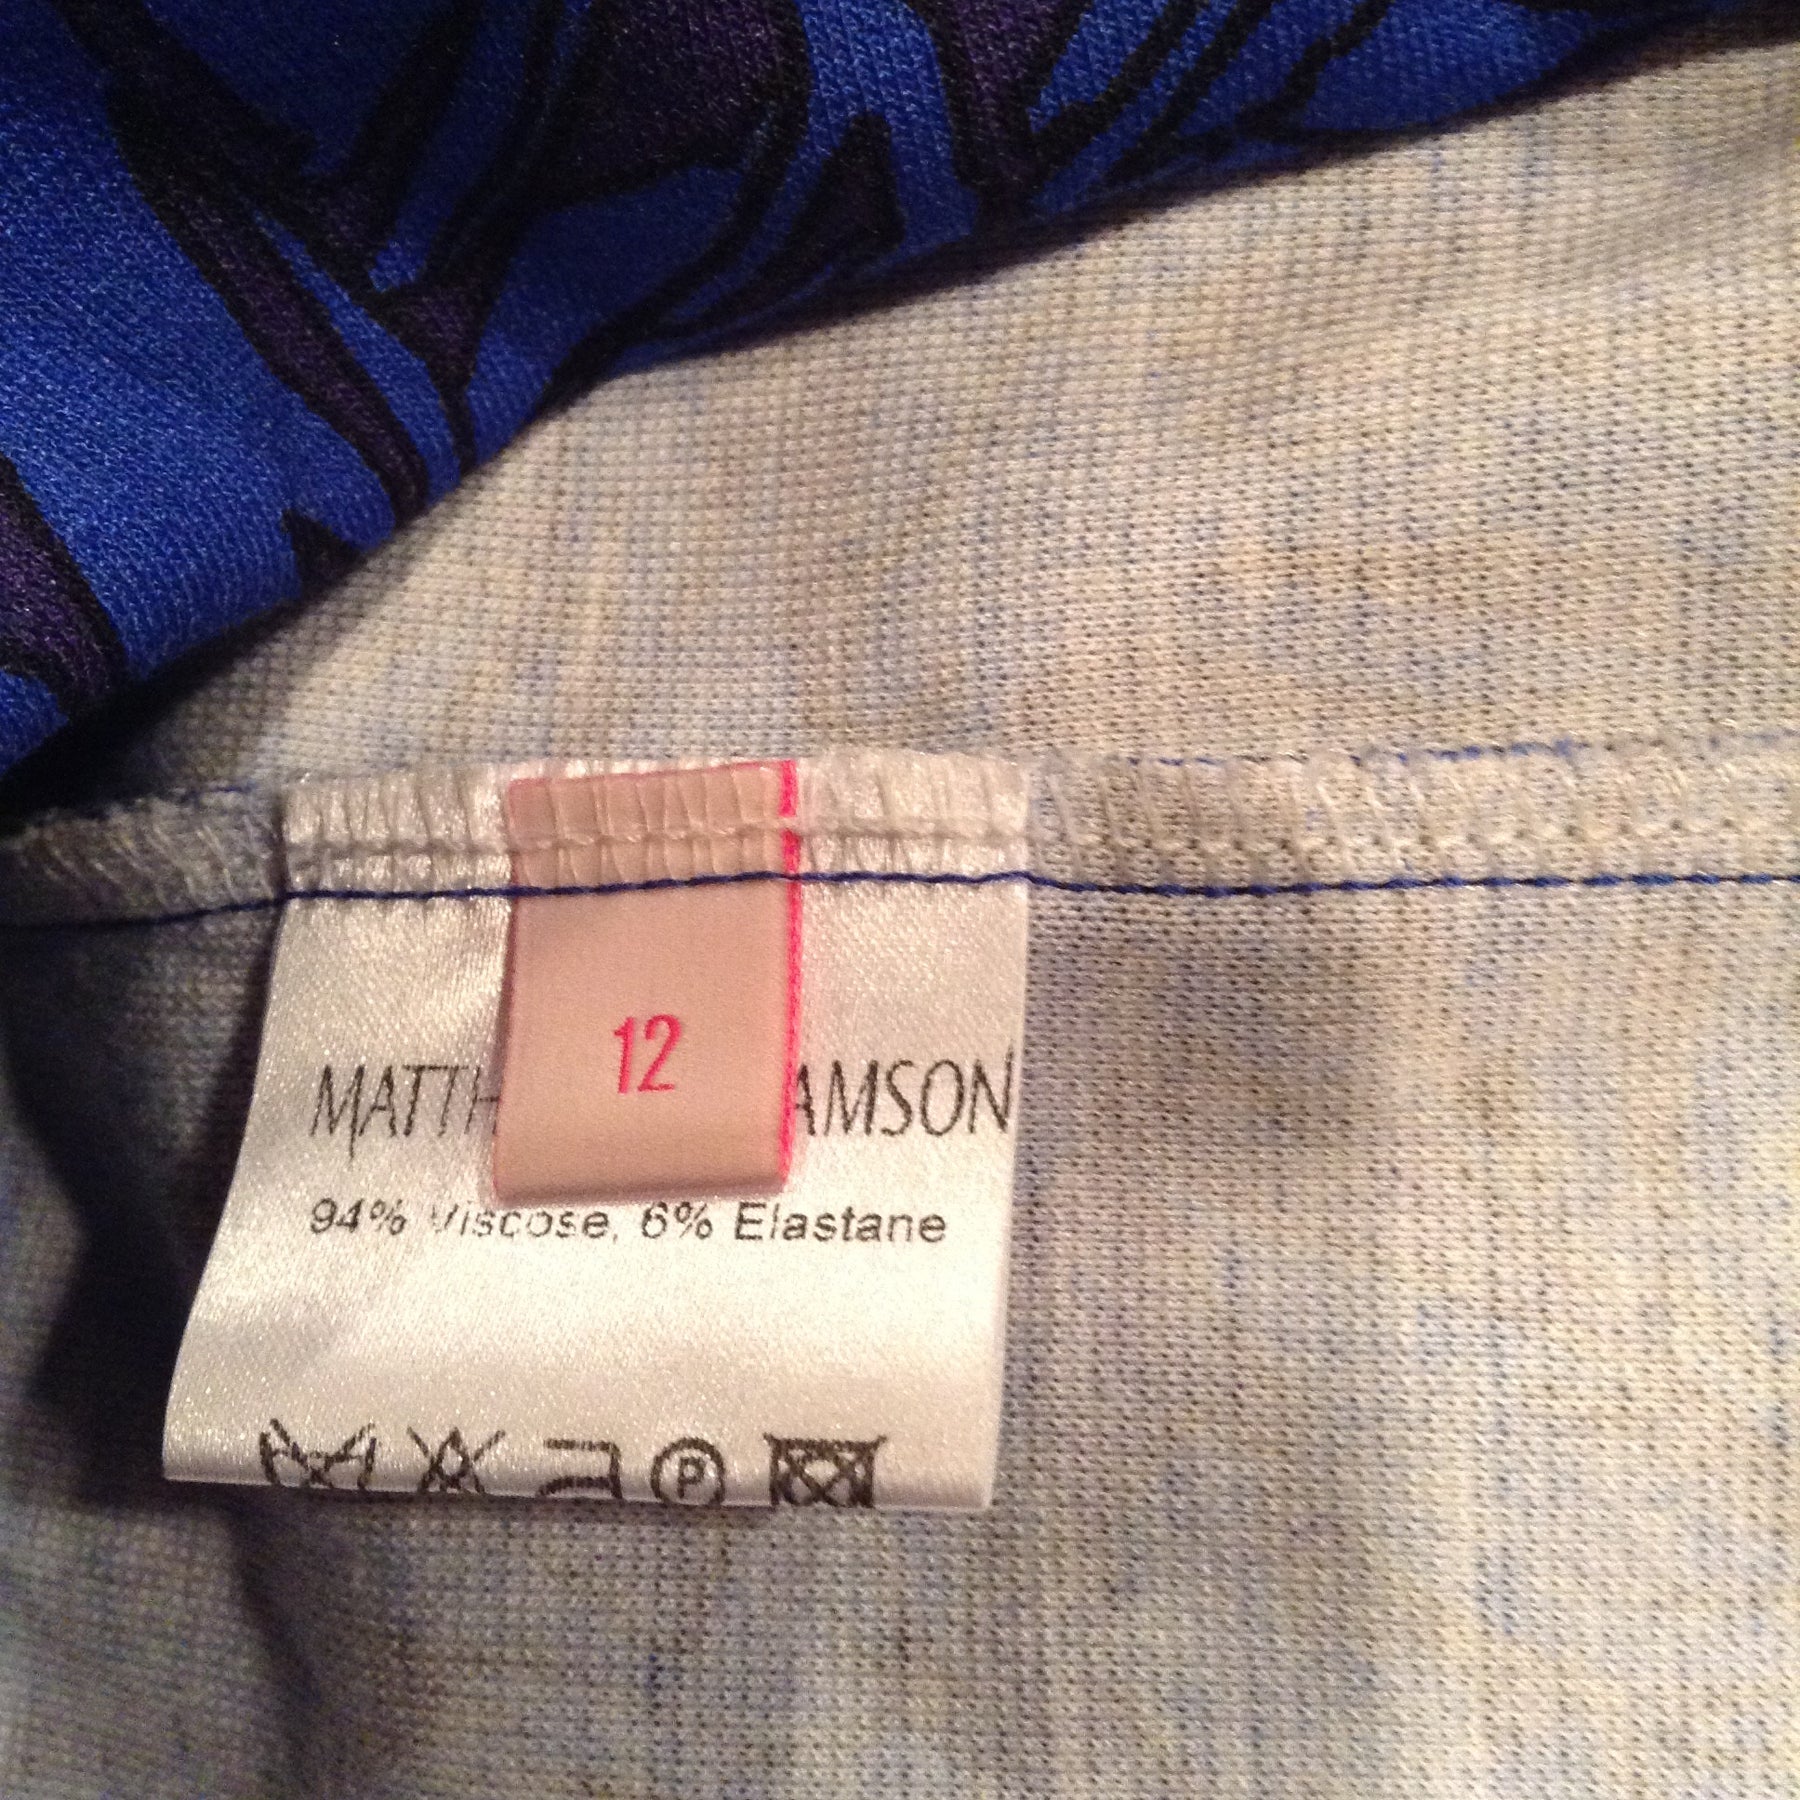 12
MATTH AMSON
94% Viscose, 6% Elastane
P